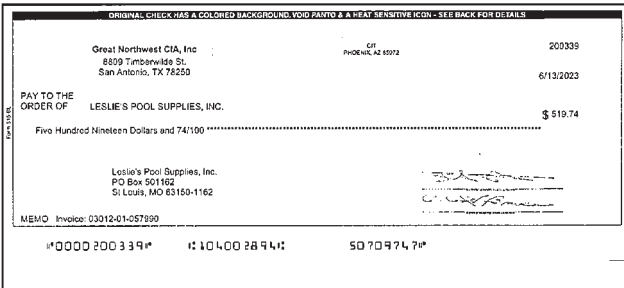 ORIGINAL CHECK HAS A COLORED BACKGROUND, VOID PANTO & A HEAT SENSITIVE ICON - SEE BACK FOR DETAILS
Great Northwest CIA, Inc
8809 Timberwilde St.
San Antonio, TX 78250
CIT
PHOENIX, AZ 85072
200339
6/13/2023
PAY TO THE
ORDER OF LESLIE'S POOL SUPPLIES, INC.
$ 519.74
Five Hundred Nineteen Dollars and 74/100 ********************************************************************************
Leslie's Pool Supplies, Inc.
PO Box 501162
St Louis, MO 63150-1162
MEMO Invoice: 03012-01-057990
⑈0000200339⑈ ⑆104002894⑆ 50709747⑈